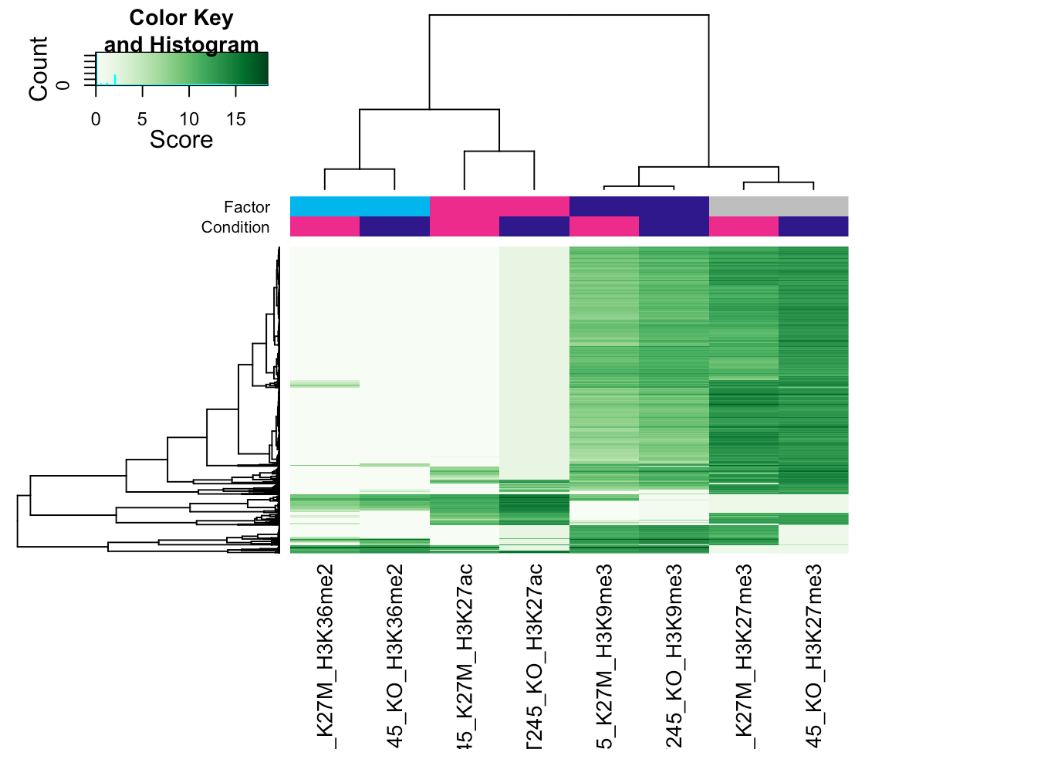 Color Key
and Histogram
Count
0
0 5 10 15
Score
Factor
Condition
_K27M_H3K36me2
45_KO_H3K36me2
45_K27M_H3K27ac
T245_KO_H3K27ac
5_K27M_H3K9me3
245_KO_H3K9me3
_K27M_H3K27me3
45_KO_H3K27me3